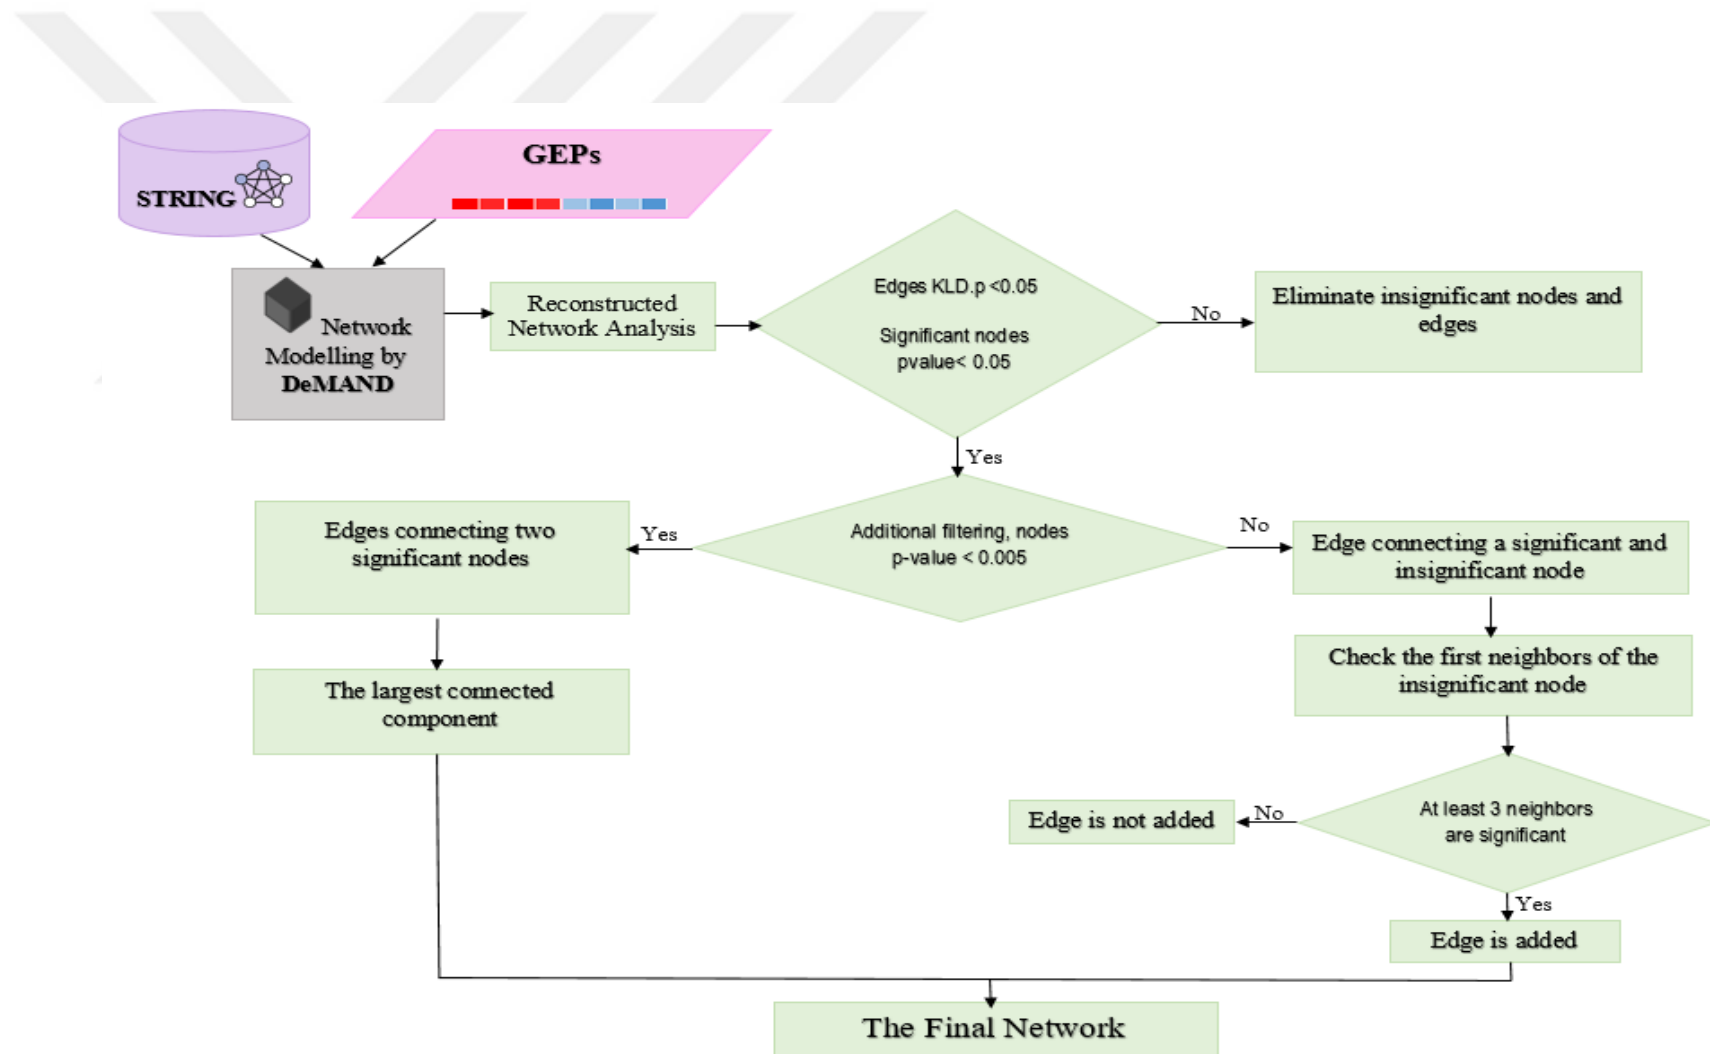 GEPs
STRING
Network
Modelling by
DeMAND
Reconstructed
Network Analysis
Edges KLD.p <0.05
Significant nodes
pvalue< 0.05
No
Eliminate insignificant nodes and
edges
Yes
Additional filtering, nodes
p-value < 0.005
Yes
Edges connecting two
significant nodes
The largest connected
component
No
Edge connecting a significant and
insignificant node
Check the first neighbors of the
insignificant node
At least 3 neighbors
are significant
No
Edge is not added
Yes
Edge is added
The Final Network